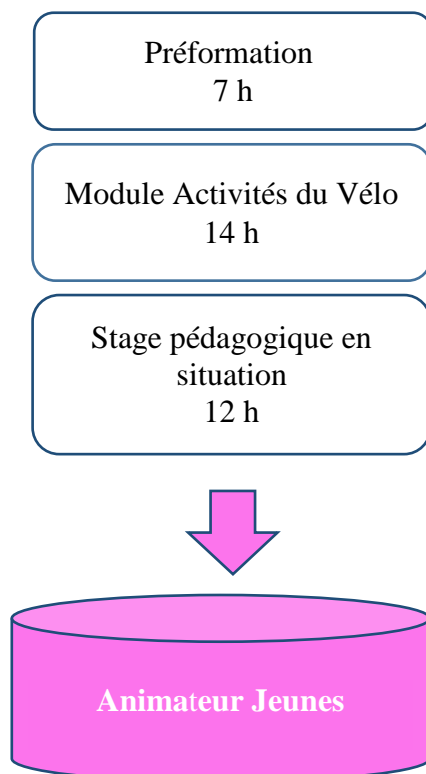 Préformation
7 h
Module Activités du Vélo
14 h
Stage pédagogique en
situation
12 h
Animateur Jeunes